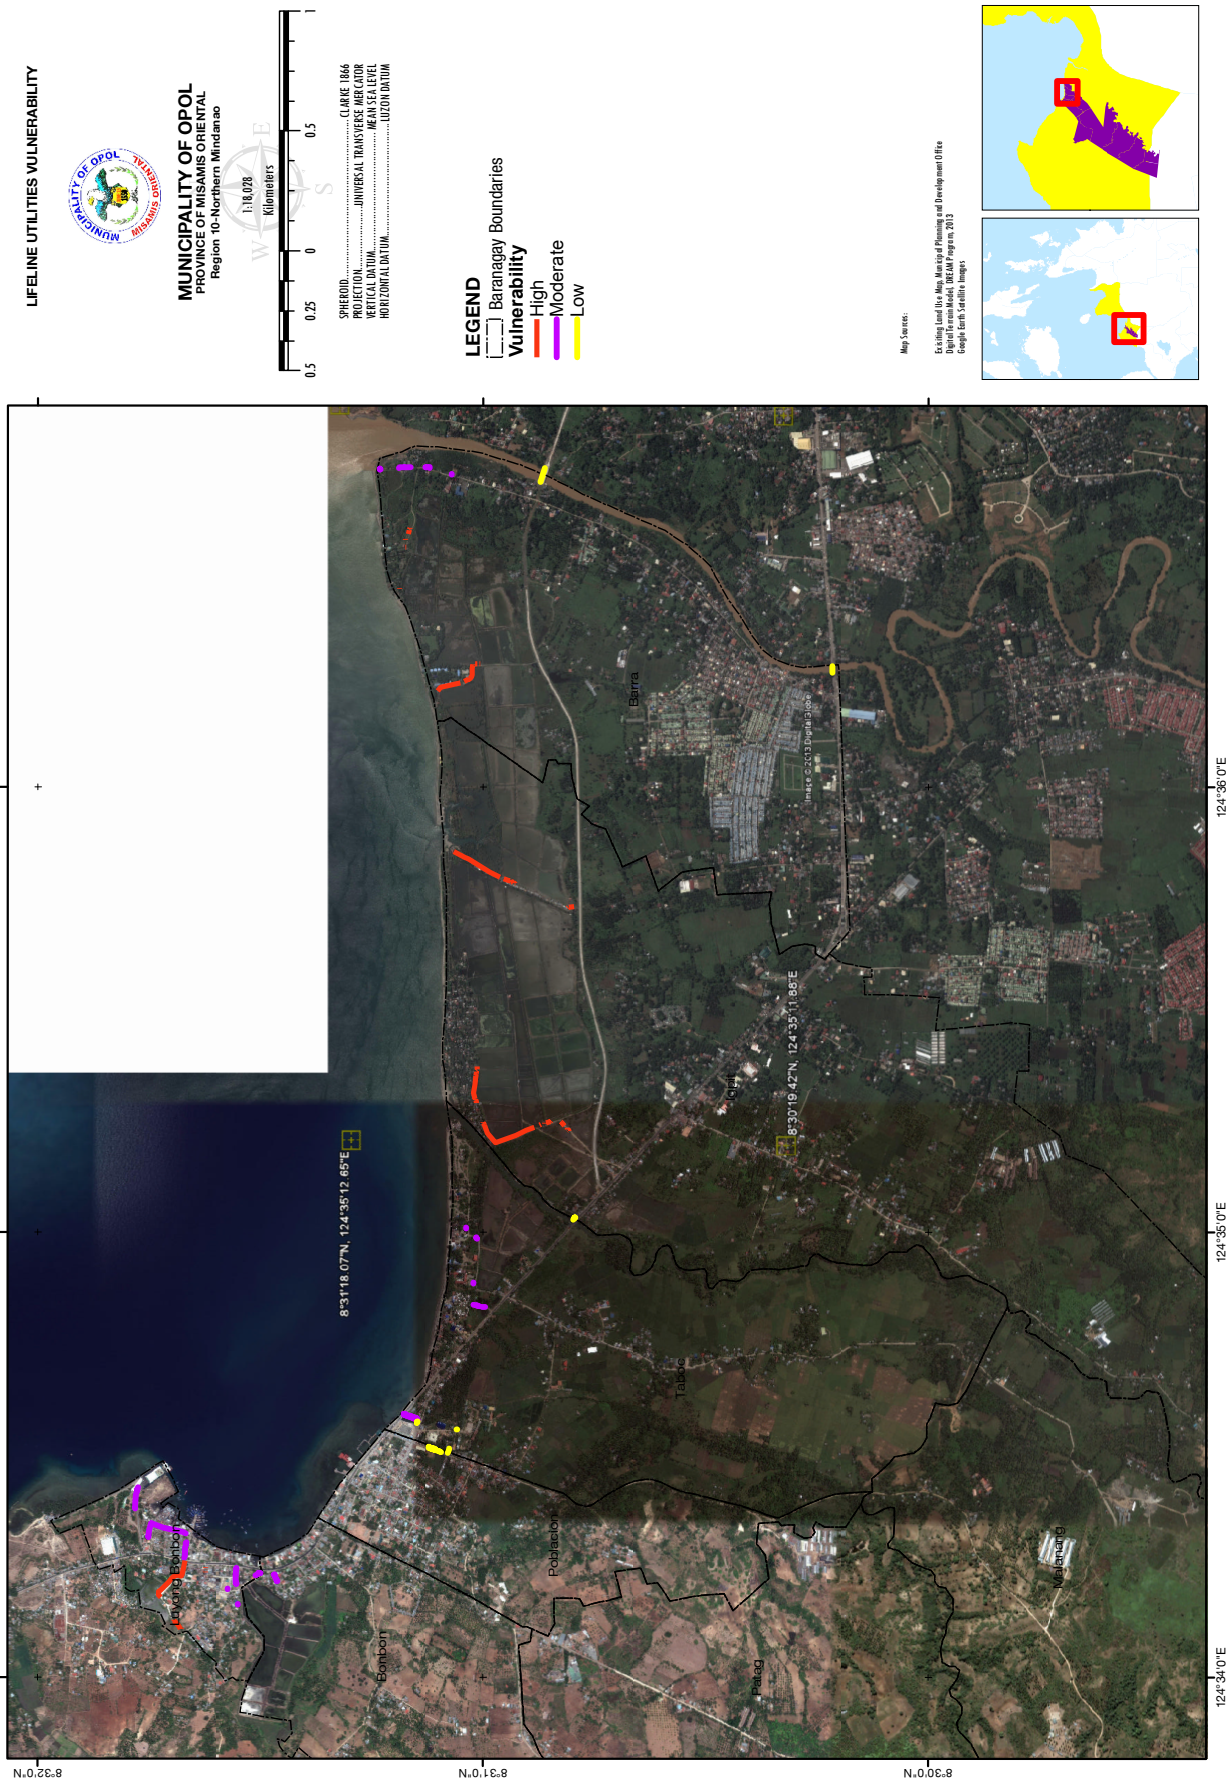 LIFELINE UTILITIES VULNERABILITY
MUNICIPALITY OF OPOL
MISAMIS ORIENTAL
MUNICIPALITY OF OPOL
PROVINCE OF MISAMIS ORIENTAL
Region 10-Northern Mindanao
W E
S
1:18,028
Kilometers
0.5 0.25 0 0.5 1
SPHEROID..................CLARKE 1866
PROJECTION..................UNIVERSAL TRANSVERSE MERCATOR
VERTICAL DATUM..................MEAN SEA LEVEL
HORIZONTAL DATUM..................LUZON DATUM
LEGEND
Baranagay Boundaries
Vulnerability
High
Moderate
Low
Map Sources:
Exisiting Land Use Map, Municipal Planning and Development Office
Digital Terrain Model, DREAM Program, 2013
Google Earth Satellite Images
8°32'0"N
8°31'0"N
8°30'0"N
124°34'0"E
124°35'0"E
124°36'0"E
8°31'18.07"N, 124°35'12.65"E
8°30'19.42"N, 124°35'11.88"E
Luyong Bonbon
Bonbon
Poblacion
Patag
Malanang
Taboc
Igpit
Barra
Image © 2013 DigitalGlobe